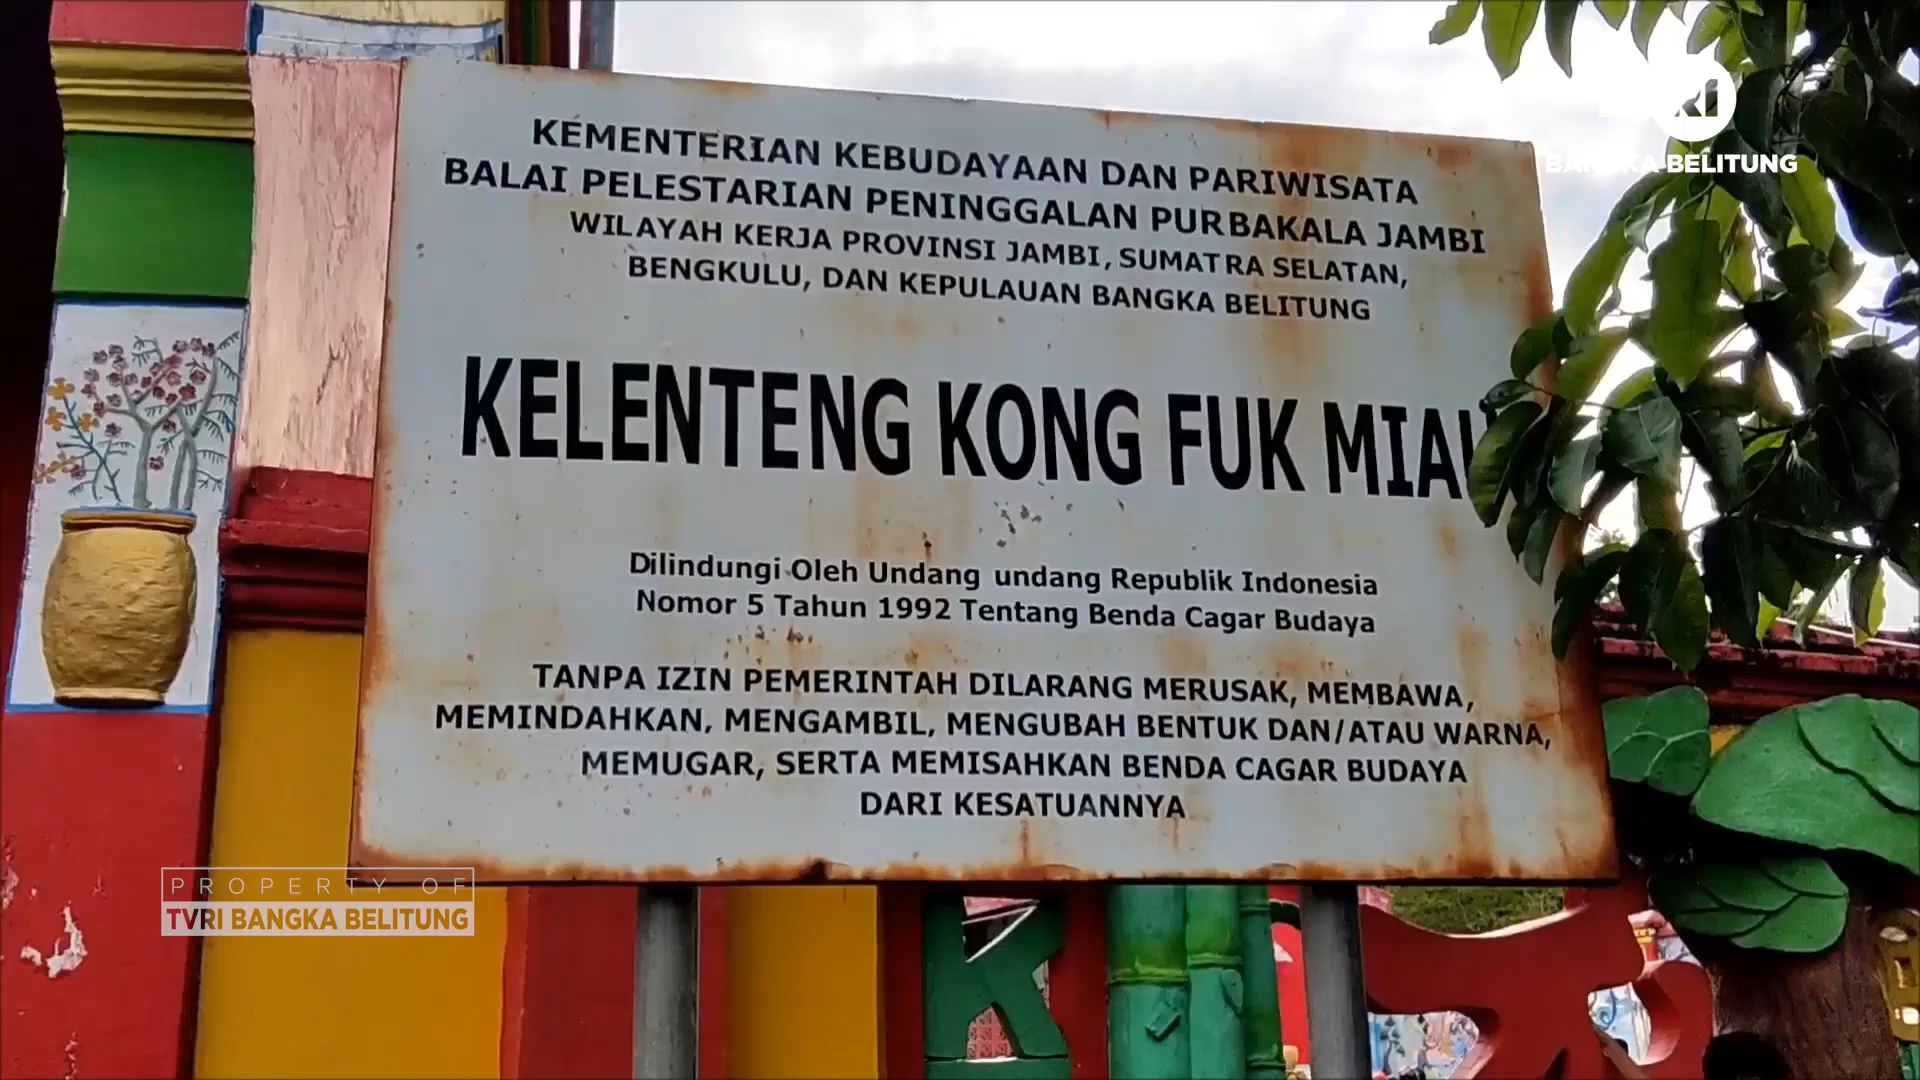 KEMENTERIAN KEBUDAYAAN DAN PARIWISATA
BALAI PELESTARIAN PENINGGALAN PURBAKALA JAMBI
WILAYAH KERJA PROVINSI JAMBI, SUMATRA SELATAN,
BENGKULU, DAN KEPULAUAN BANGKA BELITUNG
KELENTENG KONG FUK MIAU
Dilindungi Oleh Undang undang Republik Indonesia
Nomor 5 Tahun 1992 Tentang Benda Cagar Budaya
TANPA IZIN PEMERINTAH DILARANG MERUSAK, MEMBAWA,
MEMINDAHKAN, MENGAMBIL, MENGUBAH BENTUK DAN/ATAU WARNA,
MEMUGAR, SERTA MEMISAHKAN BENDA CAGAR BUDAYA
DARI KESATUANNYA
BANGKA BELITUNG
PROPERTY OF
TVRI BANGKA BELITUNG